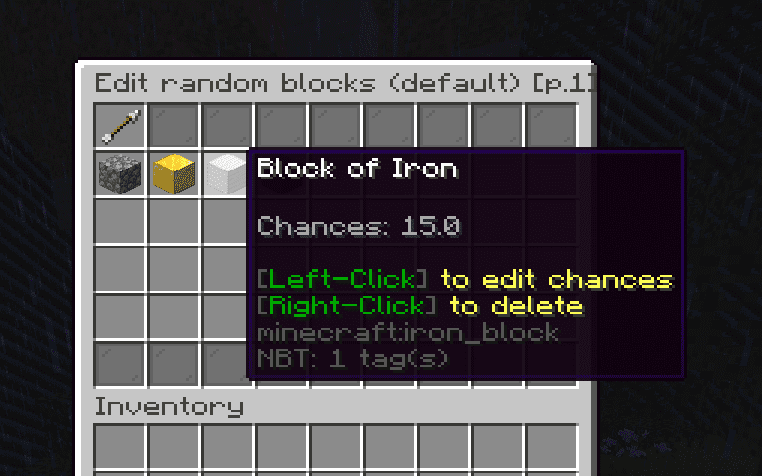 Edit random blocks (default) [p.1]
Block of Iron
Chances: 15.0
[Left-Click] to edit chances
[Right-Click] to delete
minecraft:iron_block
NBT: 1 tag(s)
Inventory